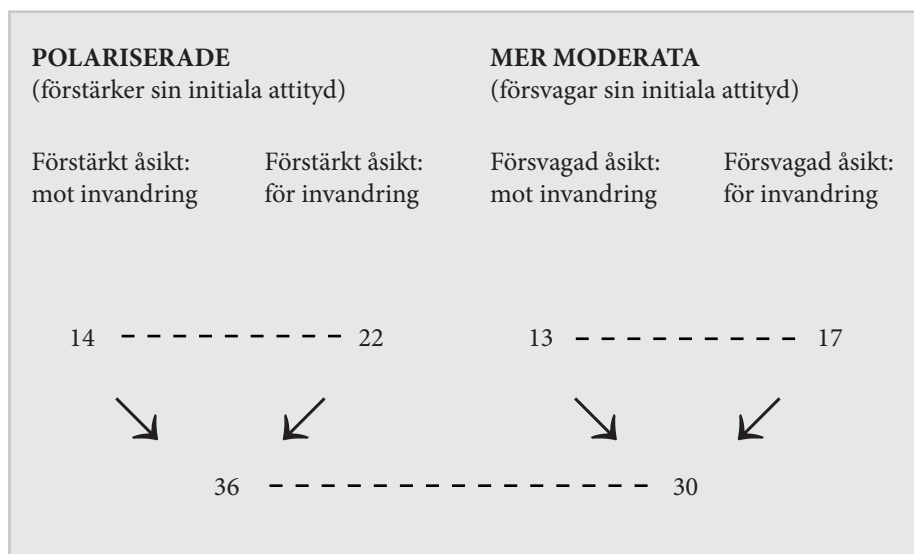 POLARISERADE
(förstärker sin initiala attityd)
MER MODERATA
(försvagar sin initiala attityd)
Förstärkt åsikt:
mot invandring
Förstärkt åsikt:
för invandring
Försvagad åsikt:
mot invandring
Försvagad åsikt:
för invandring
14
22
13
17
36
30